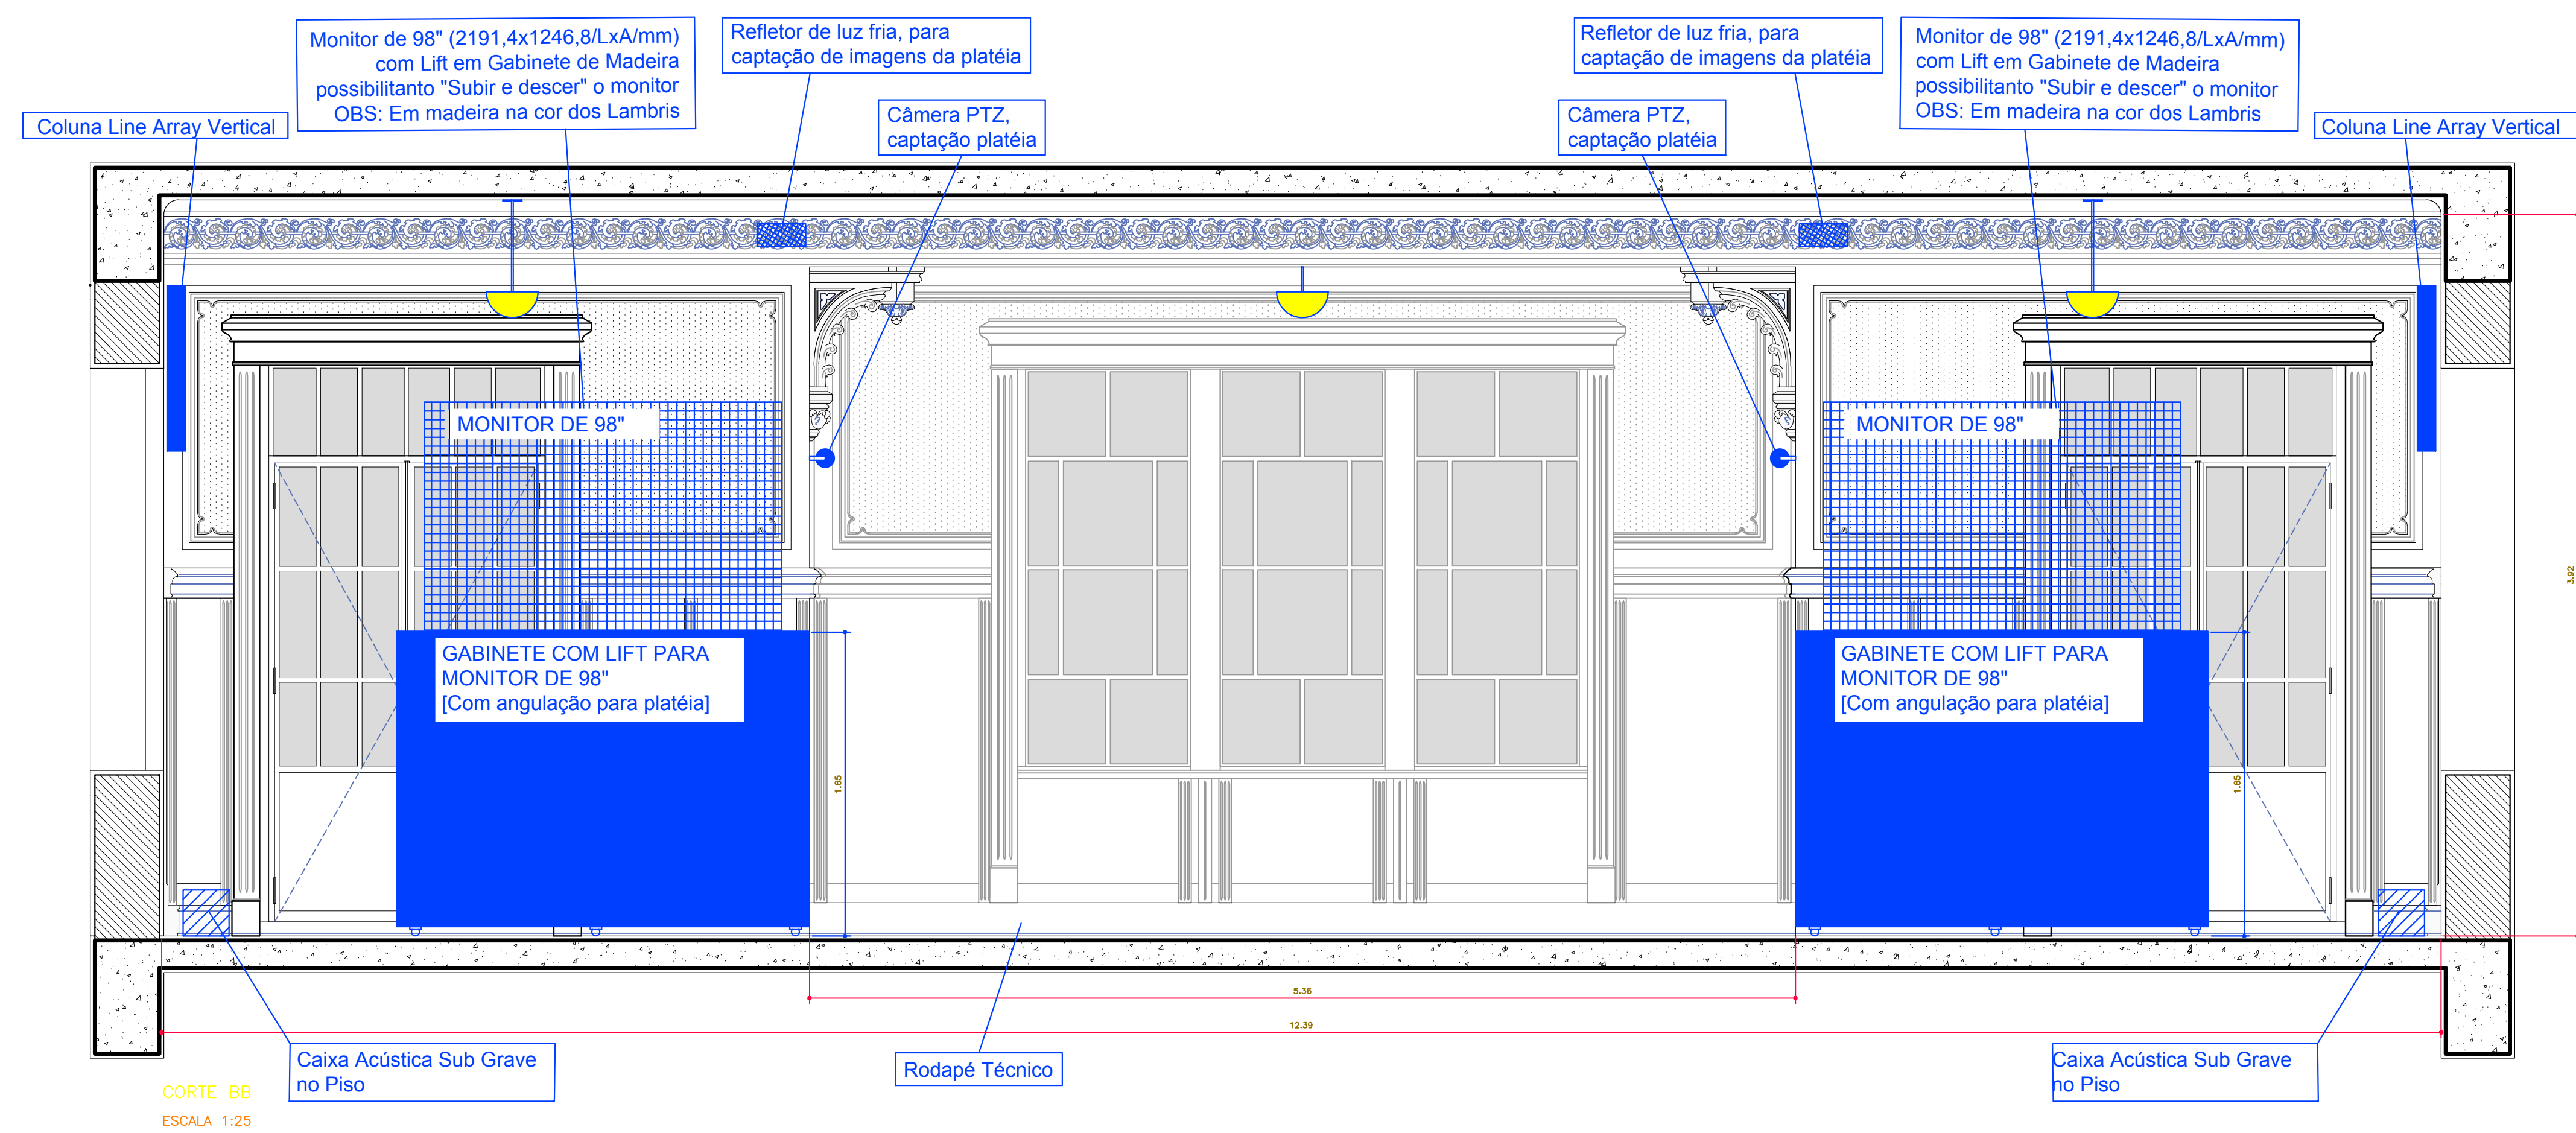 Monitor de 98" (2191,4x1246,8/LxA/mm)
com Lift em Gabinete de Madeira
possibilitanto "Subir e descer" o monitor
OBS: Em madeira na cor dos Lambris
Refletor de luz fria, para
captação de imagens da platéia
Refletor de luz fria, para
captação de imagens da platéia
Monitor de 98" (2191,4x1246,8/LxA/mm)
com Lift em Gabinete de Madeira
possibilitanto "Subir e descer" o monitor
OBS: Em madeira na cor dos Lambris
Coluna Line Array Vertical
Câmera PTZ,
captação platéia
Câmera PTZ,
captação platéia
Coluna Line Array Vertical
MONITOR DE 98"
MONITOR DE 98"
3.92
GABINETE COM LIFT PARA
MONITOR DE 98"
[Com angulação para platéia]
GABINETE COM LIFT PARA
MONITOR DE 98"
[Com angulação para platéia]
1.65
1.65
5.36
12.39
Caixa Acústica Sub Grave
no Piso
Rodapé Técnico
Caixa Acústica Sub Grave
no Piso
CORTE BB
ESCALA 1:25